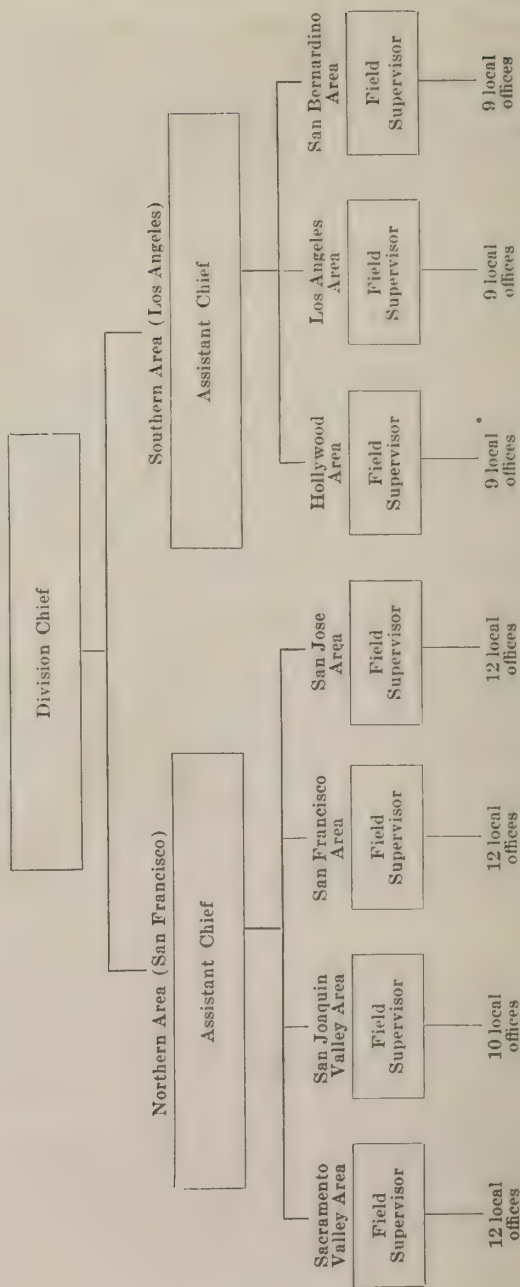 Division Chief
Northern Area (San Francisco)
Assistant Chief
Southern Area (Los Angeles)
Assistant Chief
Sacramento
Valley Area
Field
Supervisor
12 local
offices
San Joaquin
Valley Area
Field
Supervisor
10 local
offices
San Francisco
Area
Field
Supervisor
12 local
offices
San Jose
Area
Field
Supervisor
12 local
offices
Hollywood
Area
Field
Supervisor
9 local
offices
Los Angeles
Area
Field
Supervisor
9 local
offices
San Bernardino
Area
Field
Supervisor
9 local
offices